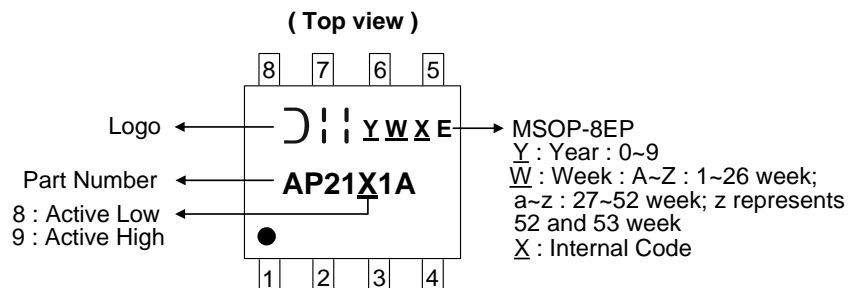 ( Top view )
8 7 6 5
Logo
Y W X E
MSOP-8EP
Y : Year : 0~9
W : Week : A~Z : 1~26 week;
a~z : 27~52 week; z represents
52 and 53 week
X : Internal Code
Part Number
AP21X1A
8 : Active Low
9 : Active High
1 2 3 4